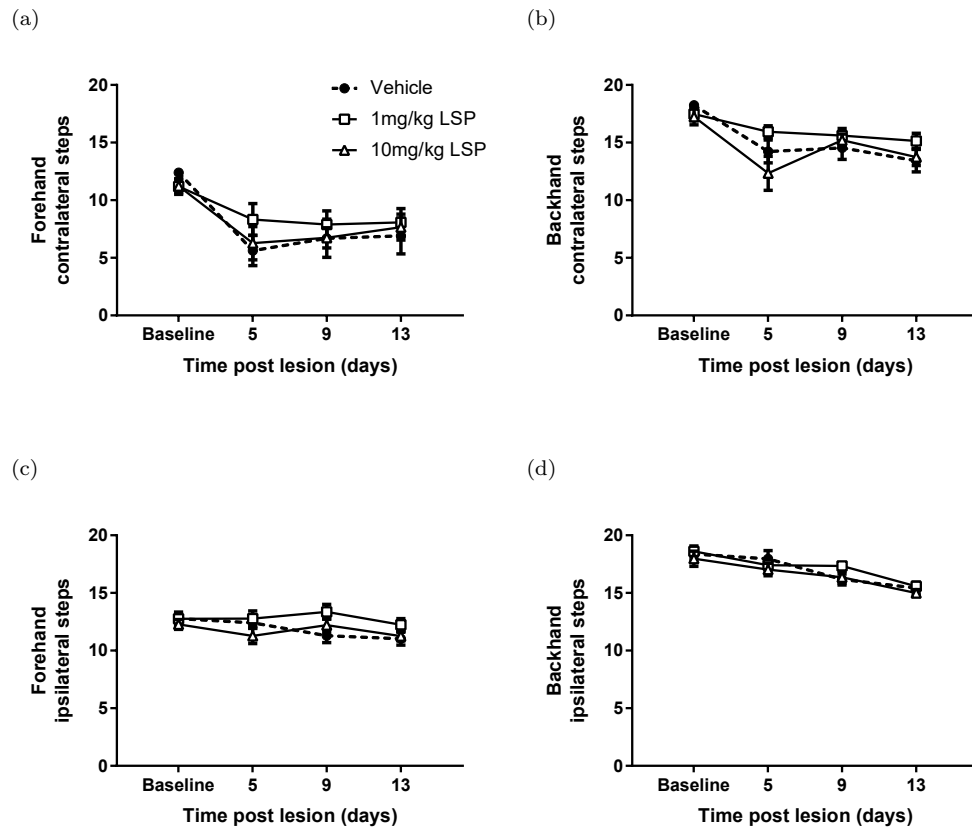 (a)
Forehand
contralateral steps
20
15
10
5
0
Vehicle
1mg/kg LSP
10mg/kg LSP
Baseline 5 9 13
Time post lesion (days)
(b)
Backhand
contralateral steps
20
15
10
5
0
Baseline 5 9 13
Time post lesion (days)
(c)
Forehand
ipsilateral steps
20
15
10
5
0
Baseline 5 9 13
Time post lesion (days)
(d)
Backhand
ipsilateral steps
20
15
10
5
0
Baseline 5 9 13
Time post lesion (days)